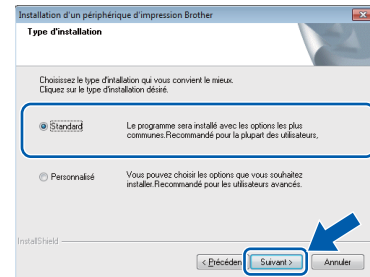 Installation d'un périphérique d'impression Brother
Type d'installation
Choisissez le type d'intallation qui vous convient le mieux.
Cliquez sur le type d'installation désiré.
Standard
Le programme sera installé avec les options les plus
communes.Recommandé pour la plupart des utilisateurs,
Personnalisé
Vous pouvez choisir les options que vous souhaitez
installer.Recommandé pour les utilisateurs avancés.
InstallShield
< Précéden
Suivant >
Annuler